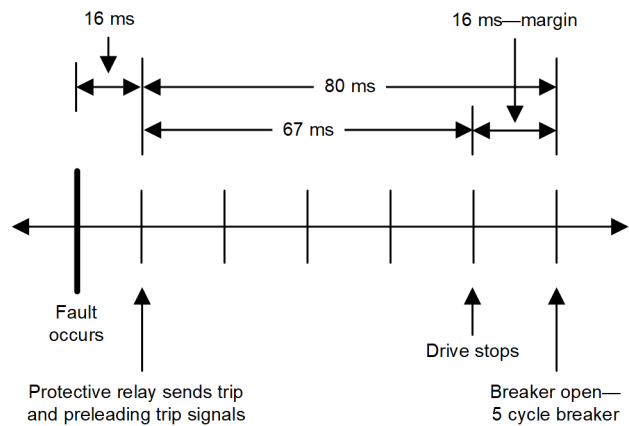 16 ms
16 ms—margin
80 ms
67 ms
Fault
occurs
Drive stops
Protective relay sends trip
and preleading trip signals
Breaker open—
5 cycle breaker